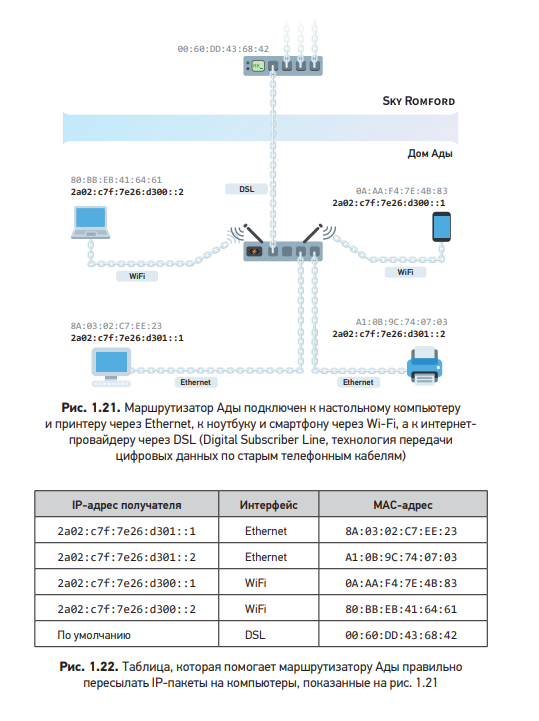 00:60:DD:43:68:42
SKY ROMFORD
Дом Ады
80:BB:EB:41:64:61
2a02:c7f:7e26:d300::2
DSL
0A:AA:F4:7E:4B:83
2a02:c7f:7e26:d300::1
WiFi
WiFi
8A:03:02:C7:EE:23
2a02:c7f:7e26:d301::1
A1:0B:9C:74:07:03
2a02:c7f:7e26:d301::2
Ethernet
Ethernet
Рис. 1.21. Маршрутизатор Ады подключен к настольному компьютеру
и принтеру через Ethernet, к ноутбуку и смартфону через Wi-Fi, а к интернет-
провайдеру через DSL (Digital Subscriber Line, технология передачи
цифровых данных по старым телефонным кабелям)
IP-адрес получателя Интерфейс MAC-адрес
2a02:c7f:7e26:d301::1 Ethernet 8A:03:02:C7:EE:23
2a02:c7f:7e26:d301::2 Ethernet A1:0B:9C:74:07:03
2a02:c7f:7e26:d300::1 WiFi 0A:AA:F4:7E:4B:83
2a02:c7f:7e26:d300::2 WiFi 80:BB:EB:41:64:61
По умолчанию DSL 00:60:DD:43:68:42
Рис. 1.22. Таблица, которая помогает маршрутизатору Ады правильно
пересылать IP-пакеты на компьютеры, показанные на рис. 1.21